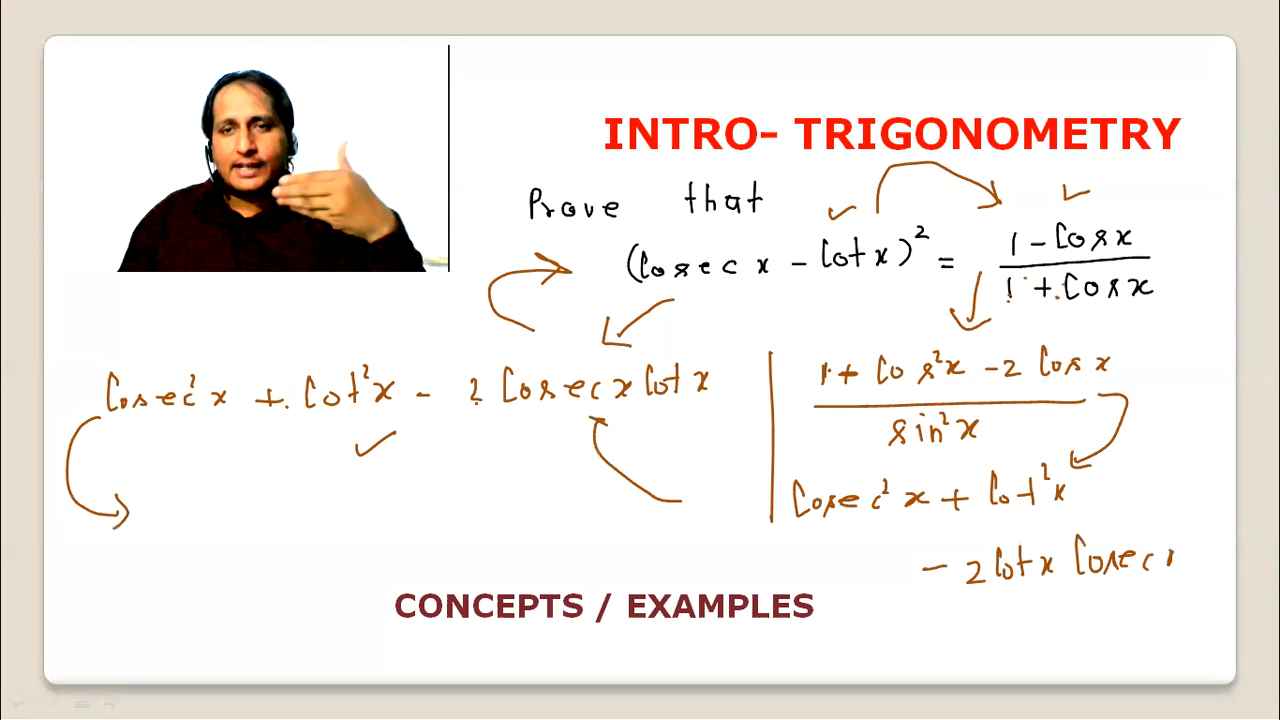 INTRO- TRIGONOMETRY
Prove that
(Cosec x - Cot x)² = (1 - Cos x)/(1 + Cos x)
Cosec²x + Cot²x - 2 Cosec x Cot x
(1 + Cos²x - 2 Cos x)/(sin²x)
Cosec²x + Cot²x
- 2 Cot x Cosec x
CONCEPTS / EXAMPLES